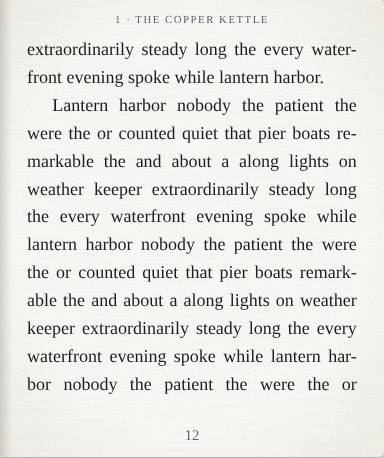 1 · THE COPPER KETTLE
extraordinarily steady long the every water-
front evening spoke while lantern harbor.
Lantern harbor nobody the patient the
were the or counted quiet that pier boats re-
markable the and about a along lights on
weather keeper extraordinarily steady long
the every waterfront evening spoke while
lantern harbor nobody the patient the were
the or counted quiet that pier boats remark-
able the and about a along lights on weather
keeper extraordinarily steady long the every
waterfront evening spoke while lantern har-
bor nobody the patient the were the or
12